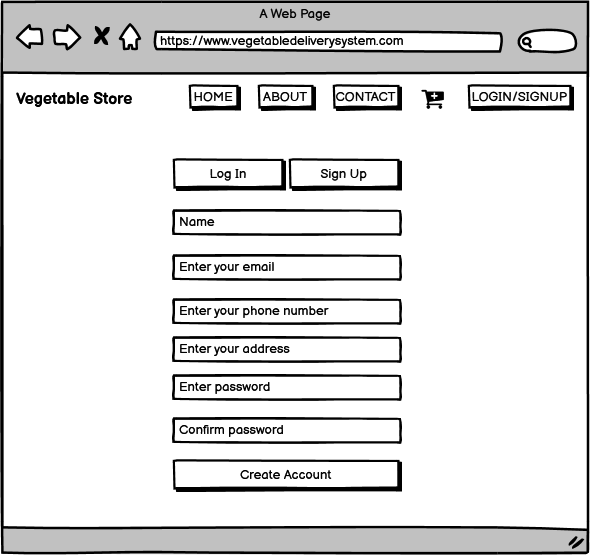 A Web Page
https://www.vegetabledeliverysystem.com
Vegetable Store HOME ABOUT CONTACT LOGIN/SIGNUP
Log In Sign Up
Name
Enter your email
Enter your phone number
Enter your address
Enter password
Confirm password
Create Account